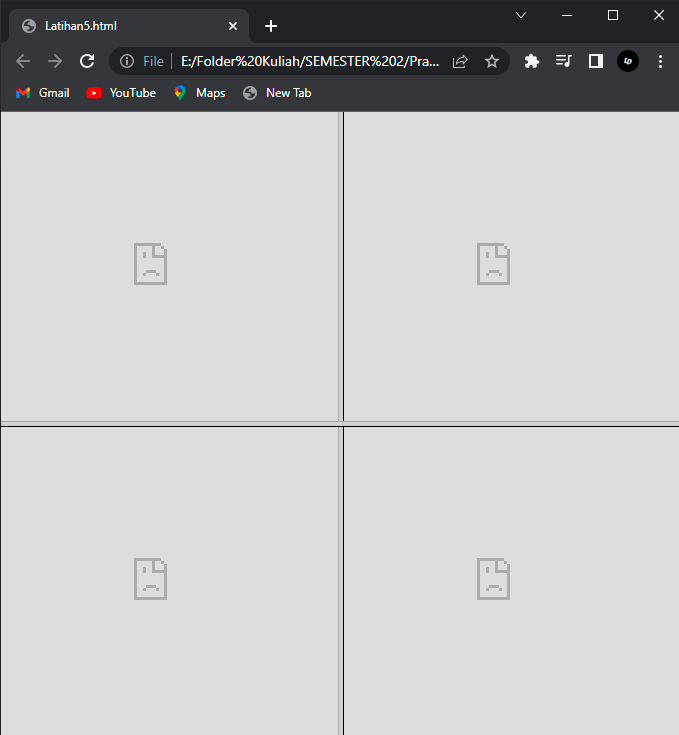 Latihan5.html
File E:/Folder%20Kuliah/SEMESTER%202/Pra...
Gmail YouTube Maps New Tab